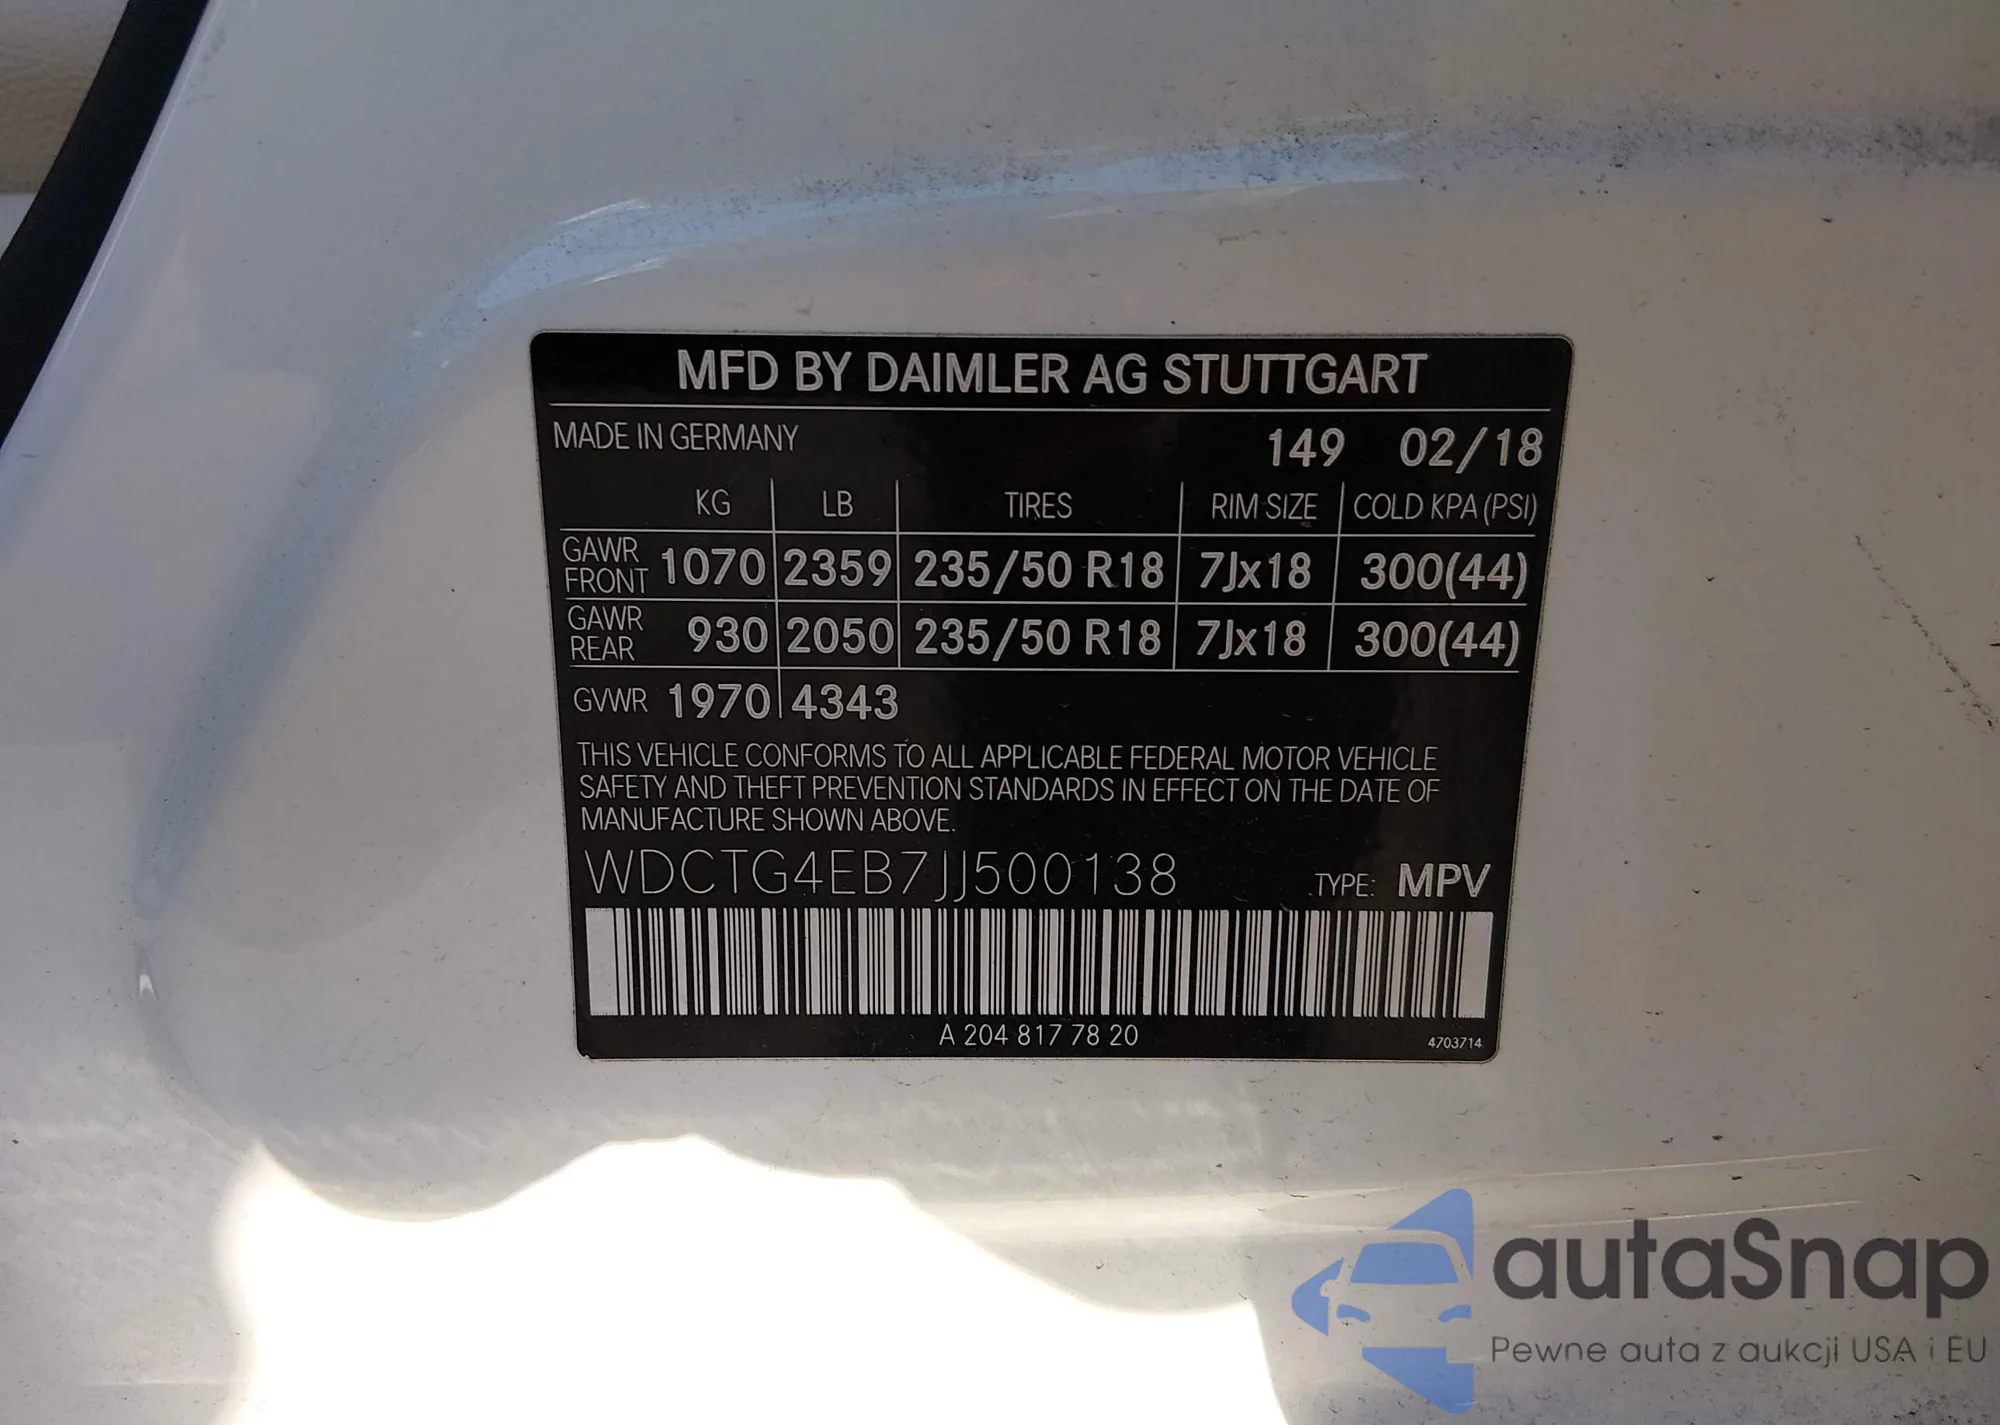 MFD BY DAIMLER AG STUTTGART
MADE IN GERMANY 149 02/18
KG LB TIRES RIM SIZE COLD KPA (PSI)
GAWR FRONT 1070 2359 235/50 R18 7Jx18 300(44)
GAWR REAR 930 2050 235/50 R18 7Jx18 300(44)
GVWR 1970 4343
THIS VEHICLE CONFORMS TO ALL APPLICABLE FEDERAL MOTOR VEHICLE
SAFETY AND THEFT PREVENTION STANDARDS IN EFFECT ON THE DATE OF
MANUFACTURE SHOWN ABOVE.
WDCTG4EB7JJ500138 TYPE: MPV
A 204 817 78 20 4703714
autaSnap
Pewne auta z aukcji USA i EU